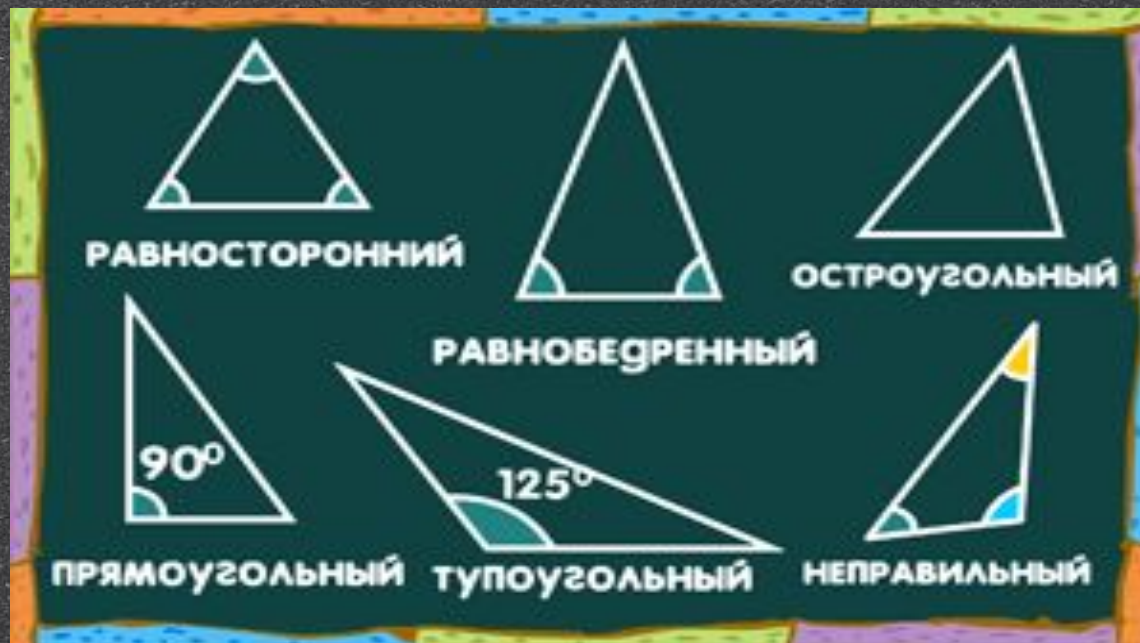 РАВНОСТОРОННИЙ
ОСТРОУГОЛЬНЫЙ
РАВНОБЕДРЕННЫЙ
90°
125°
ПРЯМОУГОЛЬНЫЙ
ТУПОУГОЛЬНЫЙ
НЕПРАВИЛЬНЫЙ